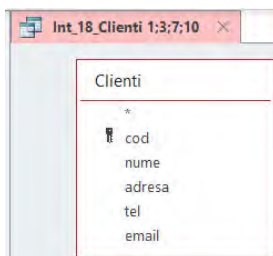 Int_18_Clienti 1;3;7;10
Clienti
*
cod
nume
adresa
tel
email